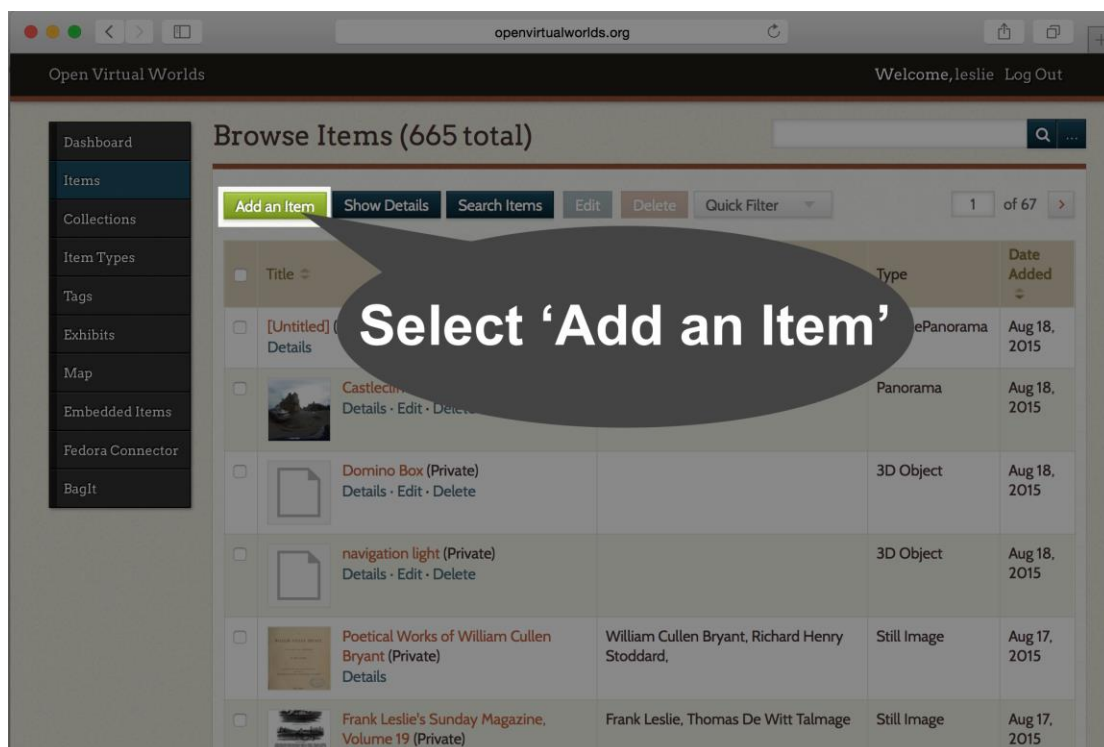 openvirtualworlds.org
Open Virtual Worlds
Welcome, leslie Log Out
Dashboard
Items
Collections
Item Types
Tags
Exhibits
Map
Embedded Items
Fedora Connector
BagIt
Browse Items (665 total)
...
Add an Item Show Details Search Items Edit Delete Quick Filter 1 of 67
Select ‘Add an Item’
Title Type Date
Added
[Untitled] ePanorama Aug 18,
Details 2015
Panorama Aug 18,
Details · Edit · Delete 2015
Domino Box (Private) 3D Object Aug 18,
Details · Edit · Delete 2015
navigation light (Private) 3D Object Aug 18,
Details · Edit · Delete 2015
Poetical Works of William Cullen William Cullen Bryant, Richard Henry Still Image Aug 17,
Bryant (Private) Stoddard, 2015
Details
Frank Leslie's Sunday Magazine, Frank Leslie, Thomas De Witt Talmage Still Image Aug 17,
Volume 19 (Private) 2015